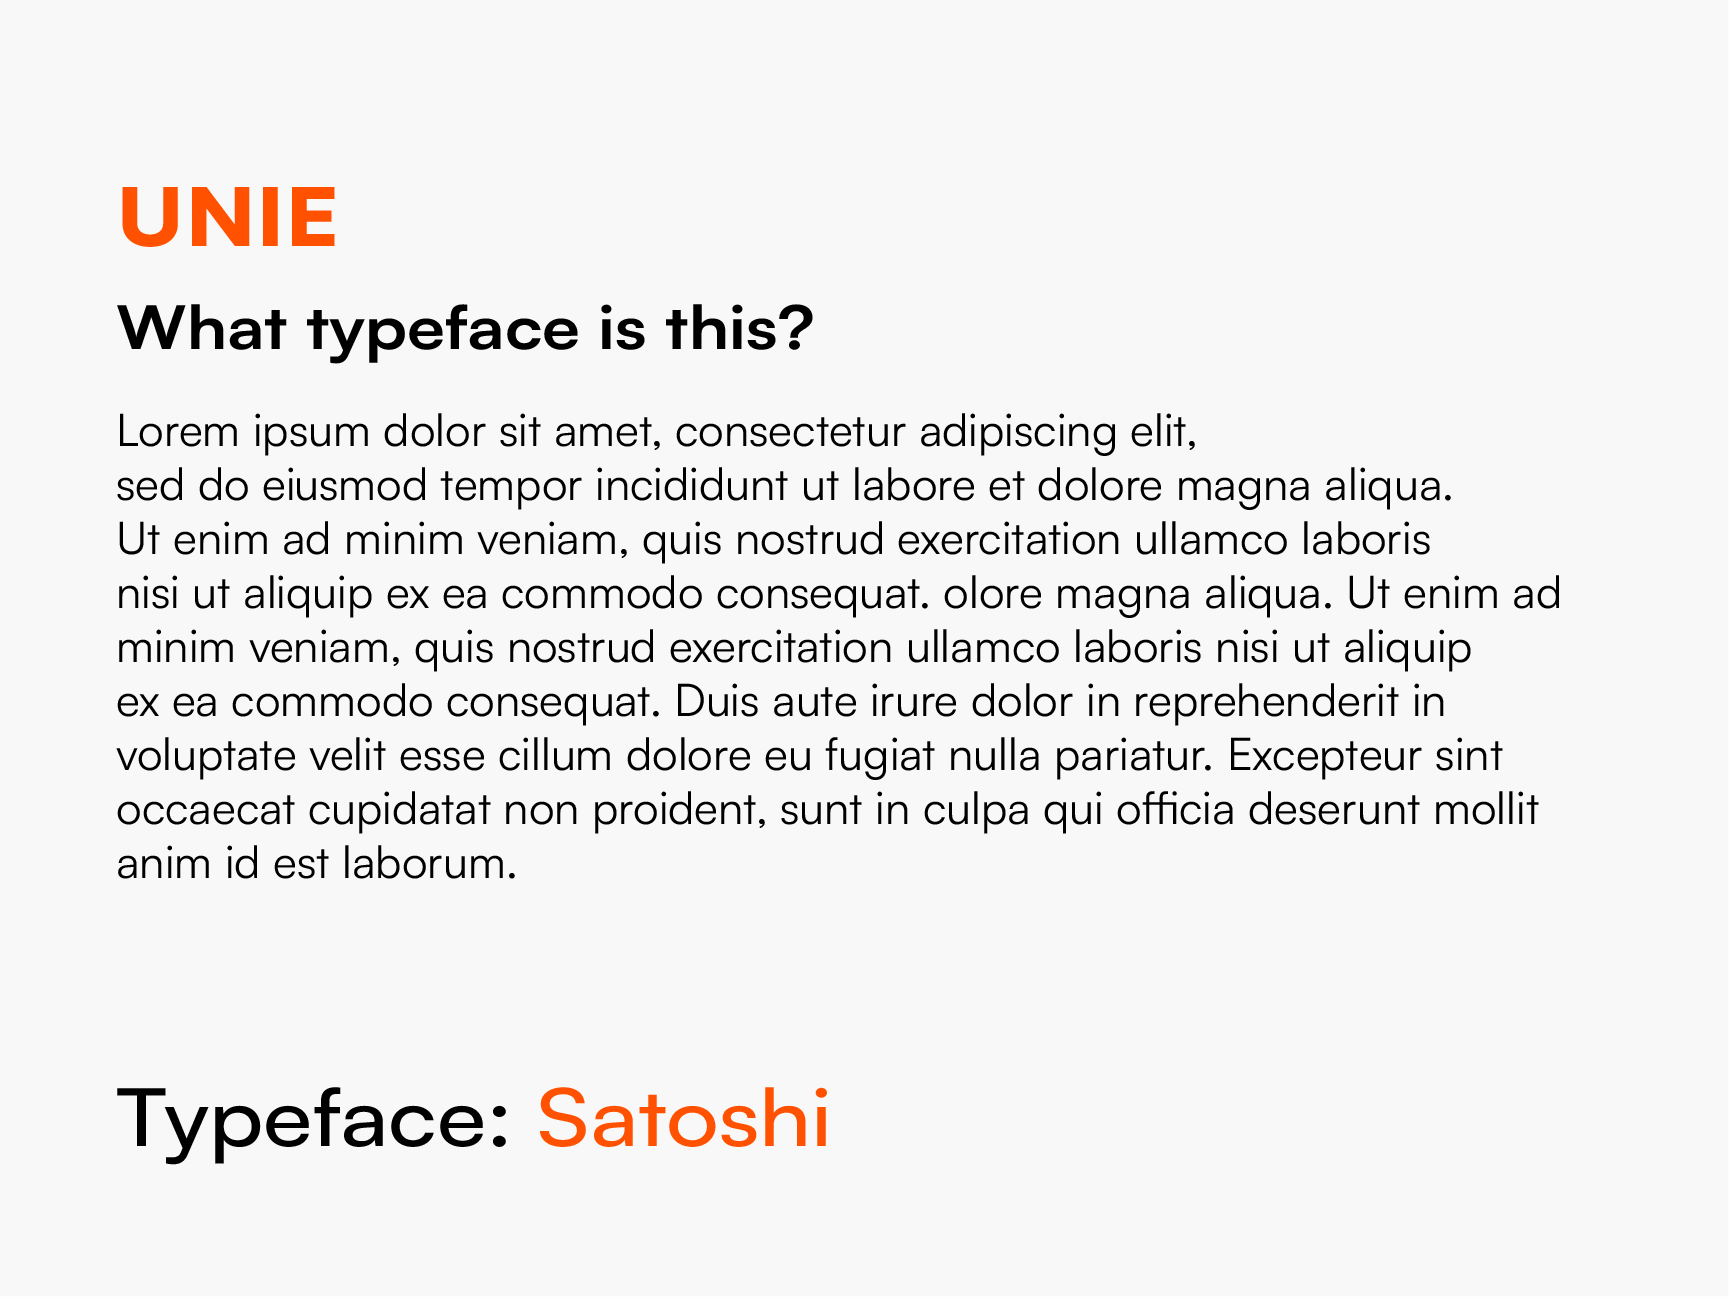 UNIE
What typeface is this?
Lorem ipsum dolor sit amet, consectetur adipiscing elit,
sed do eiusmod tempor incididunt ut labore et dolore magna aliqua.
Ut enim ad minim veniam, quis nostrud exercitation ullamco laboris
nisi ut aliquip ex ea commodo consequat. olore magna aliqua. Ut enim ad
minim veniam, quis nostrud exercitation ullamco laboris nisi ut aliquip
ex ea commodo consequat. Duis aute irure dolor in reprehenderit in
voluptate velit esse cillum dolore eu fugiat nulla pariatur. Excepteur sint
occaecat cupidatat non proident, sunt in culpa qui officia deserunt mollit
anim id est laborum.
Typeface: Satoshi